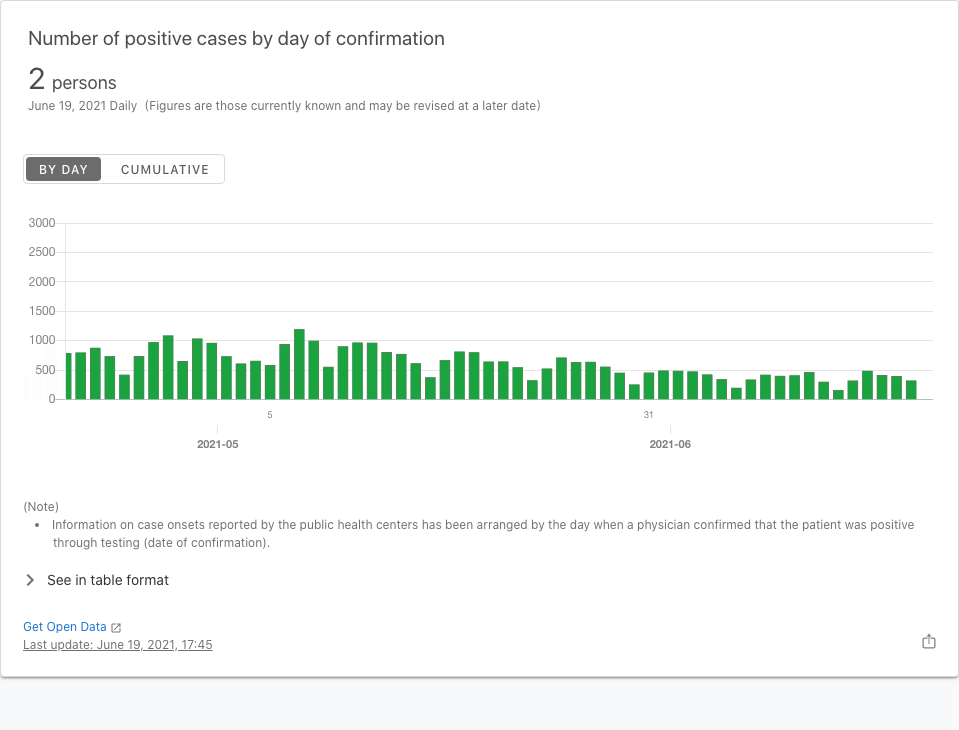 Number of positive cases by day of confirmation
2 persons
June 19, 2021 Daily (Figures are those currently known and may be revised at a later date)
BY DAY CUMULATIVE
3000
2500
2000
1500
1000
500
0
5 31
2021-05 2021-06
(Note)
• Information on case onsets reported by the public health centers has been arranged by the day when a physician confirmed that the patient was positive
through testing (date of confirmation).
See in table format
Get Open Data
Last update: June 19, 2021, 17:45